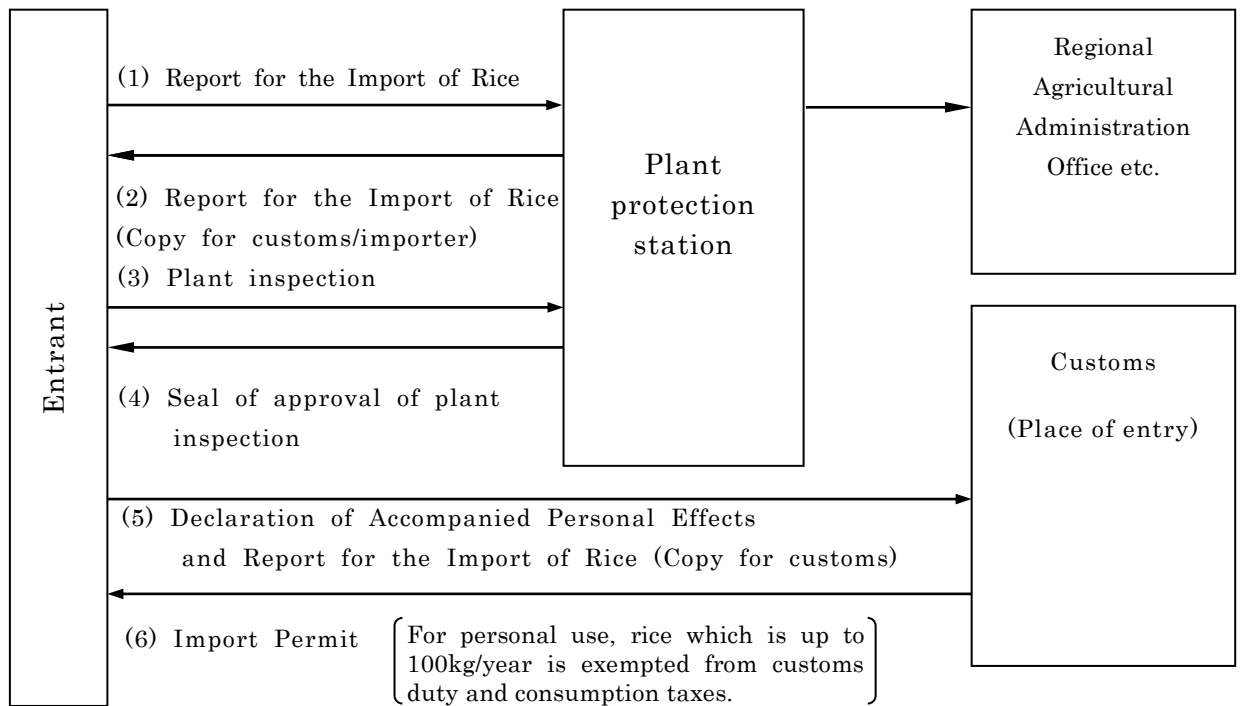 Entrant
(1) Report for the Import of Rice
(2) Report for the Import of Rice
(Copy for customs/importer)
(3) Plant inspection
(4) Seal of approval of plant
inspection
Plant
protection
station
Regional
Agricultural
Administration
Office etc.
Customs
(Place of entry)
(5) Declaration of Accompanied Personal Effects
and Report for the Import of Rice (Copy for customs)
(6) Import Permit
For personal use, rice which is up to
100kg/year is exempted from customs
duty and consumption taxes.